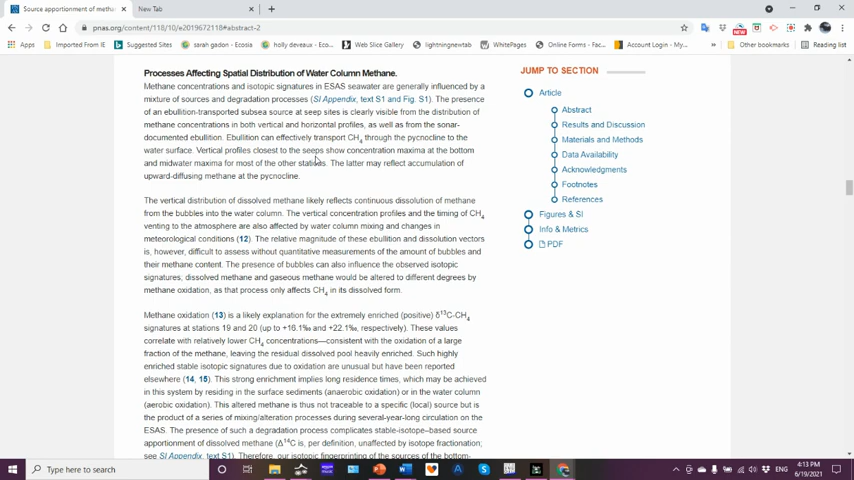 Source apportionment of metha
New Tab
pnas.org/content/118/10/e2019672118#abstract-2
Apps
Imported From IE
Suggested Sites
sarah gadon - Ecosia
holly deveaux - Ecos...
Web Slice Gallery
lightningnewtab
WhitePages
Online Forms - Fea...
Account Login - My...
Other bookmarks
Reading list
Processes Affecting Spatial Distribution of Water Column Methane.
Methane concentrations and isotopic signatures in ESAS seawater are generally influenced by a
mixture of sources and degradation processes (SI Appendix, text S1 and Fig. S1). The presence
of an ebullition-transported subsea source at seep sites is clearly visible from the distribution of
methane concentrations in both vertical and horizontal profiles, as well as from the sonar-
documented ebullition. Ebullition can effectively transport CH4 through the pycnocline to the
water surface. Vertical profiles closest to the seeps show concentration maxima at the bottom
and midwater maxima for most of the other stations. The latter may reflect accumulation of
upward-diffusing methane at the pycnocline.
The vertical distribution of dissolved methane likely reflects continuous dissolution of methane
from the bubbles into the water column. The vertical concentration profiles and the timing of CH4
venting to the atmosphere are also affected by water column mixing and changes in
meteorological conditions (12). The relative magnitude of these ebullition and dissolution vectors
is, however, difficult to assess without quantitative measurements of the amount of bubbles and
their methane content. The presence of bubbles can also influence the observed isotopic
signatures; dissolved methane and gaseous methane would be altered to different degrees by
methane oxidation, as that process only affects CH4 in its dissolved form.
Methane oxidation (13) is a likely explanation for the extremely enriched (positive) δ13C-CH4
signatures at stations 19 and 20 (up to +16.1‰ and +22.1‰, respectively). These values
correlate with relatively lower CH4 concentrations—consistent with the oxidation of a large
fraction of the methane, leaving the residual dissolved pool heavily enriched. Such highly
enriched stable isotopic signatures due to oxidation are unusual but have been reported
elsewhere (14, 15). This strong enrichment implies long residence times, which may be achieved
in this system by residing in the surface sediments (anaerobic oxidation) or in the water column
(aerobic oxidation). This altered methane is thus not traceable to a specific (local) source but is
the product of a series of mixing/alteration processes during several-year-long circulation on the
ESAS. The presence of such a degradation process complicates stable-isotope–based source
apportionment of dissolved methane (Δ14C is, per definition, unaffected by isotope fractionation;
see SI Appendix, text S1). Therefore, our isotopic fingerprinting of the sources of the bottom-
JUMP TO SECTION
Article
Abstract
Results and Discussion
Materials and Methods
Data Availability
Acknowledgments
Footnotes
References
Figures & SI
Info & Metrics
PDF
Type here to search
ENG
4:13 PM
6/19/2021